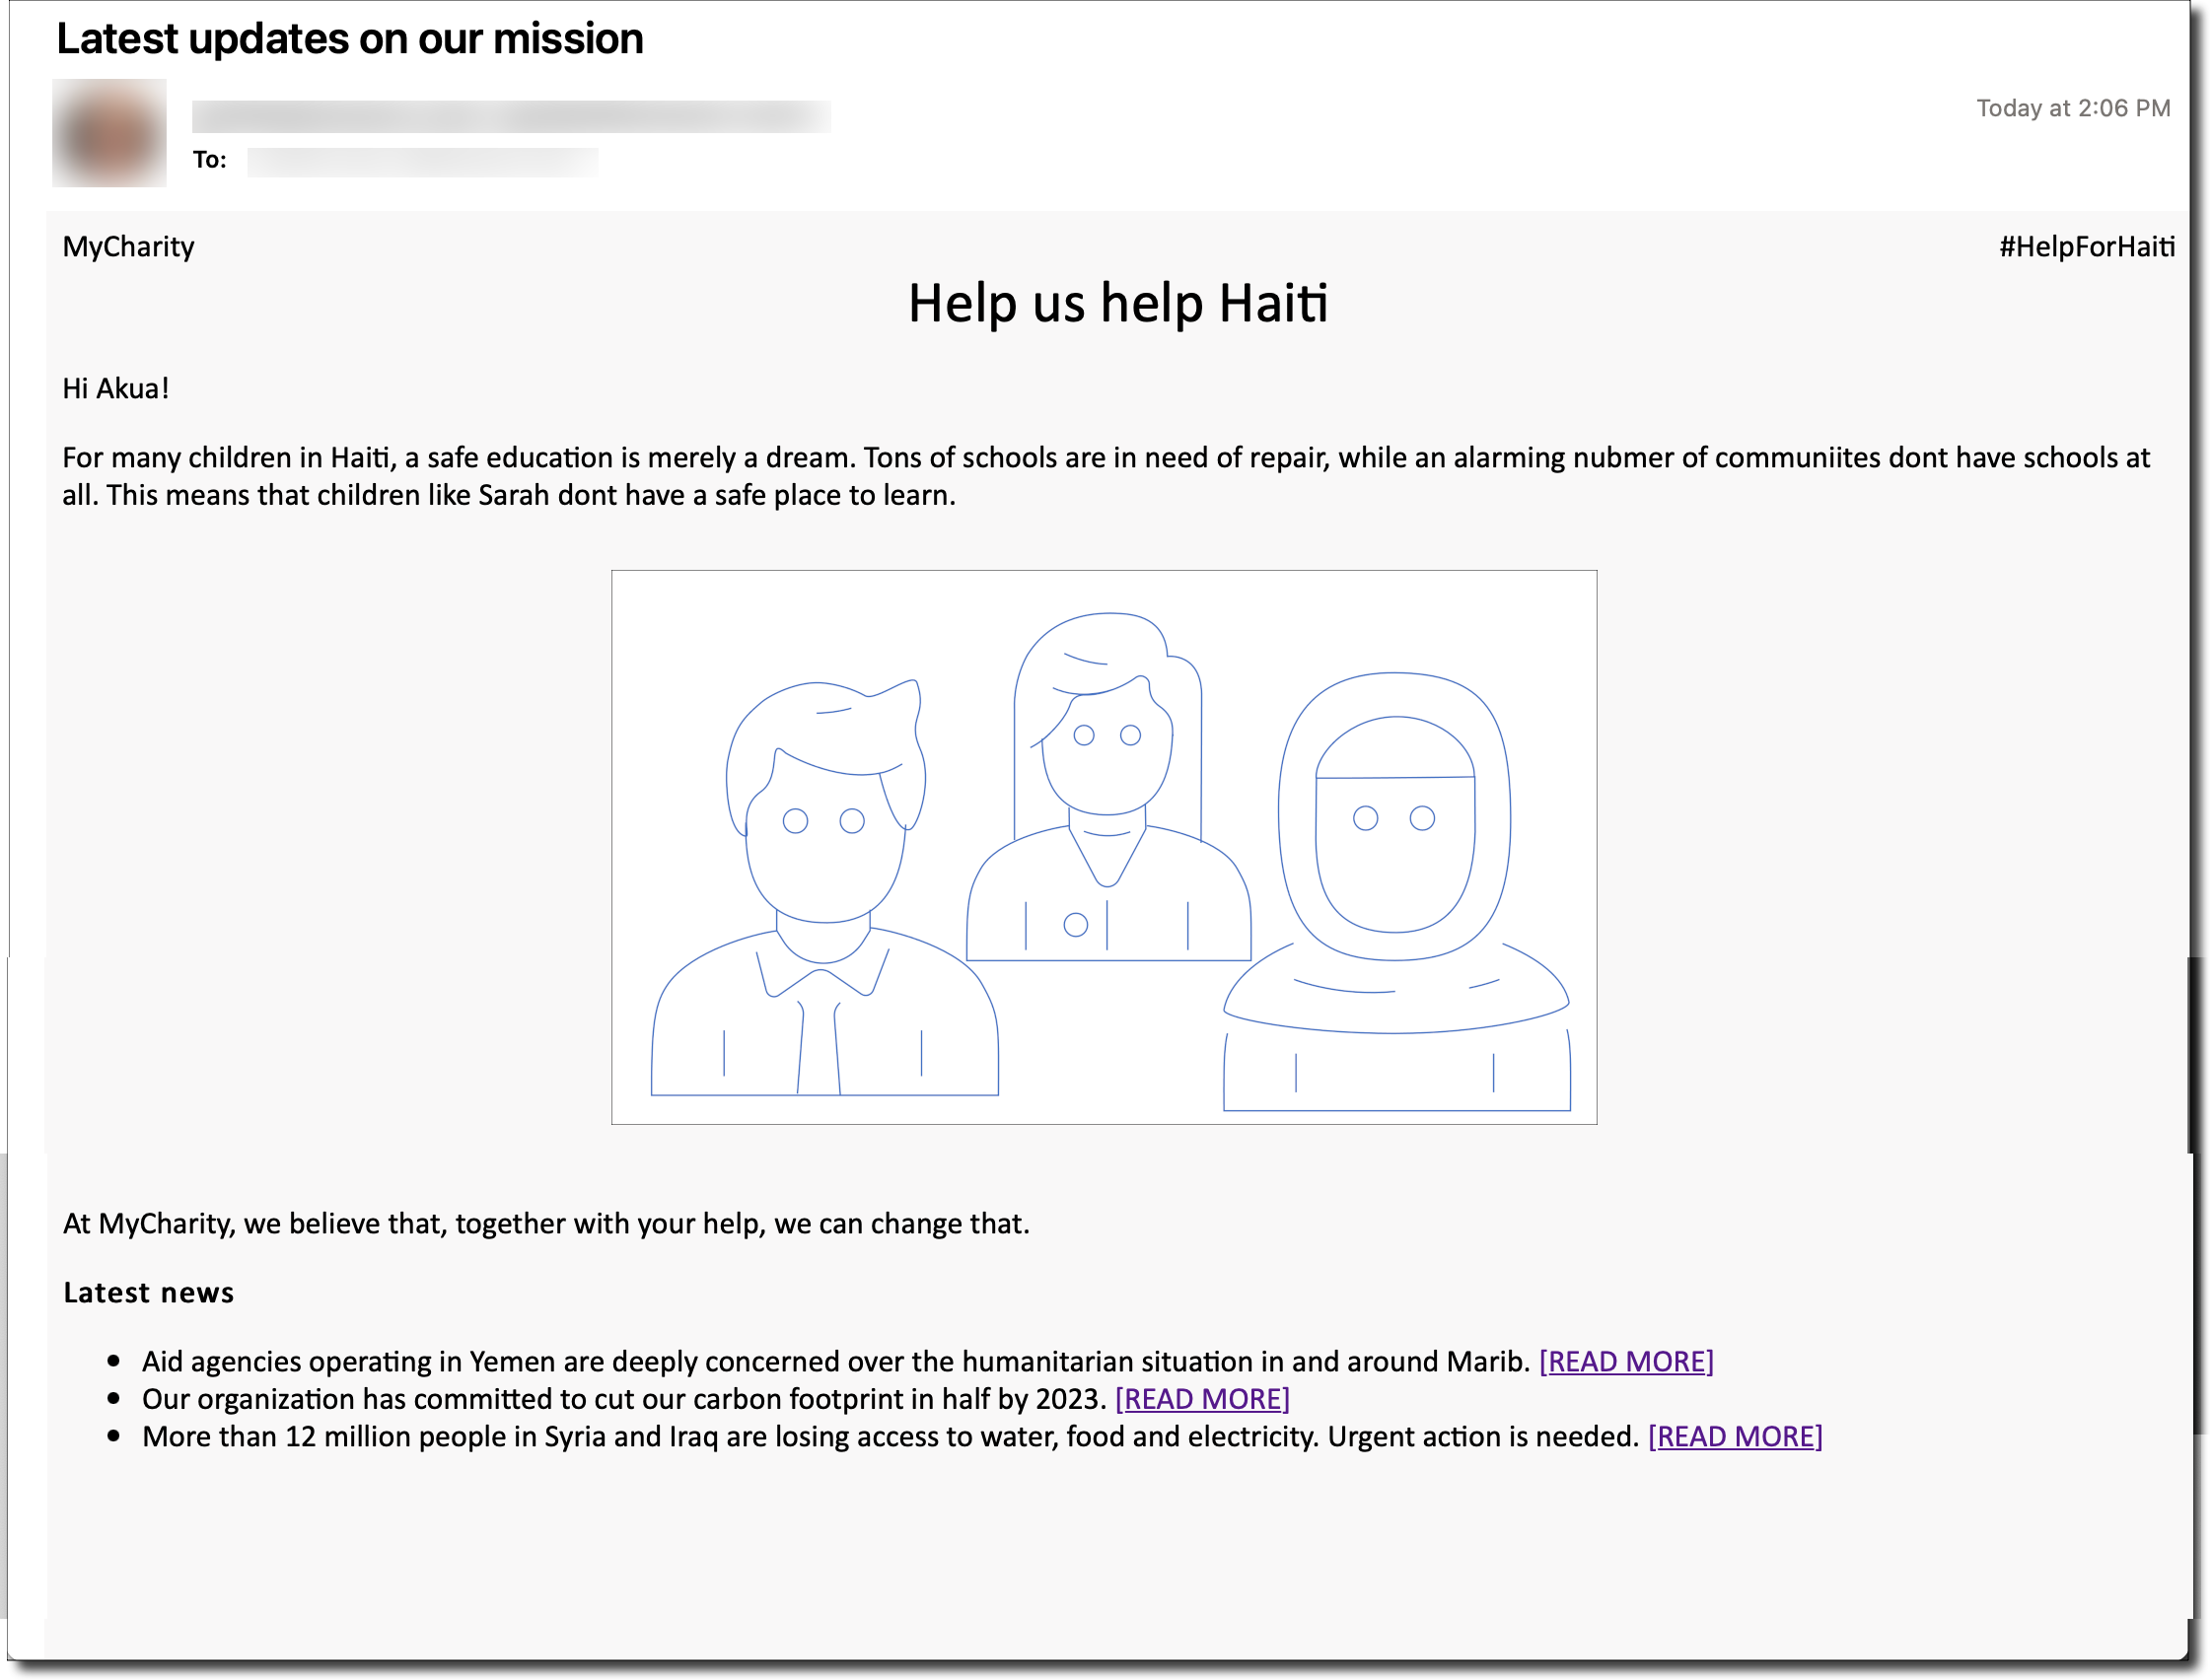 Latest updates on our mission
Today at 2:06 PM
To:
MyCharity
#HelpForHaiti
Help us help Haiti
Hi Akua!
For many children in Haiti, a safe education is merely a dream. Tons of schools are in need of repair, while an alarming nubmer of communiites dont have schools at
all. This means that children like Sarah dont have a safe place to learn.
At MyCharity, we believe that, together with your help, we can change that.
Latest news
• Aid agencies operating in Yemen are deeply concerned over the humanitarian situation in and around Marib. [READ MORE]
• Our organization has committed to cut our carbon footprint in half by 2023. [READ MORE]
• More than 12 million people in Syria and Iraq are losing access to water, food and electricity. Urgent action is needed. [READ MORE]